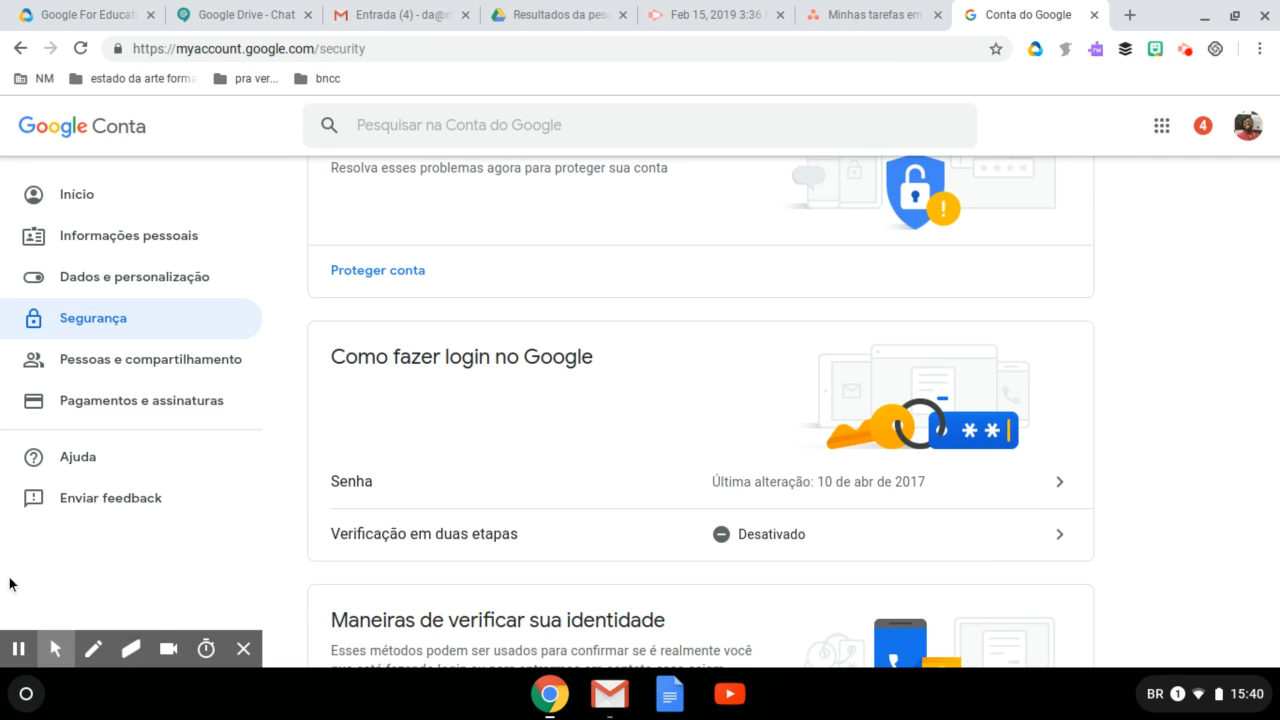 Google For Educati
Google Drive - Chat
Entrada (4) - da@m
Resultados da peso
Feb 15, 2019 3:36
Minhas tarefas em
Conta do Google
https://myaccount.google.com/security
NM
estado da arte forma
pra ver...
bncc
Google Conta
Pesquisar na Conta do Google
4
Resolva esses problemas agora para proteger sua conta
Proteger conta
Início
Informações pessoais
Dados e personalização
Segurança
Pessoas e compartilhamento
Pagamentos e assinaturas
Ajuda
Enviar feedback
Como fazer login no Google
**
Senha
Última alteração: 10 de abr de 2017
Verificação em duas etapas
Desativado
Maneiras de verificar sua identidade
Esses métodos podem ser usados para confirmar se é realmente você
BR 1 15:40